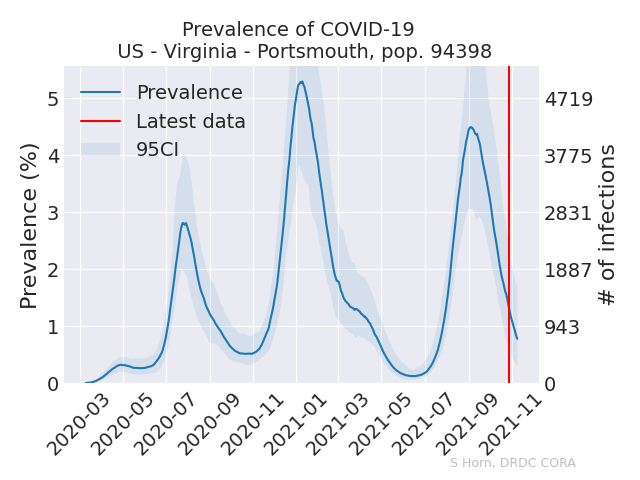 Prevalence of COVID-19
US - Virginia - Portsmouth, pop. 94398
Prevalence
Latest data
95CI
Prevalence (%)
5
4
3
2
1
0
4719
3775
2831
1887
943
0
# of infections
2020-03
2020-05
2020-07
2020-09
2020-11
2021-01
2021-03
2021-05
2021-07
2021-09
2021-11
S Horn, DRDC CORA